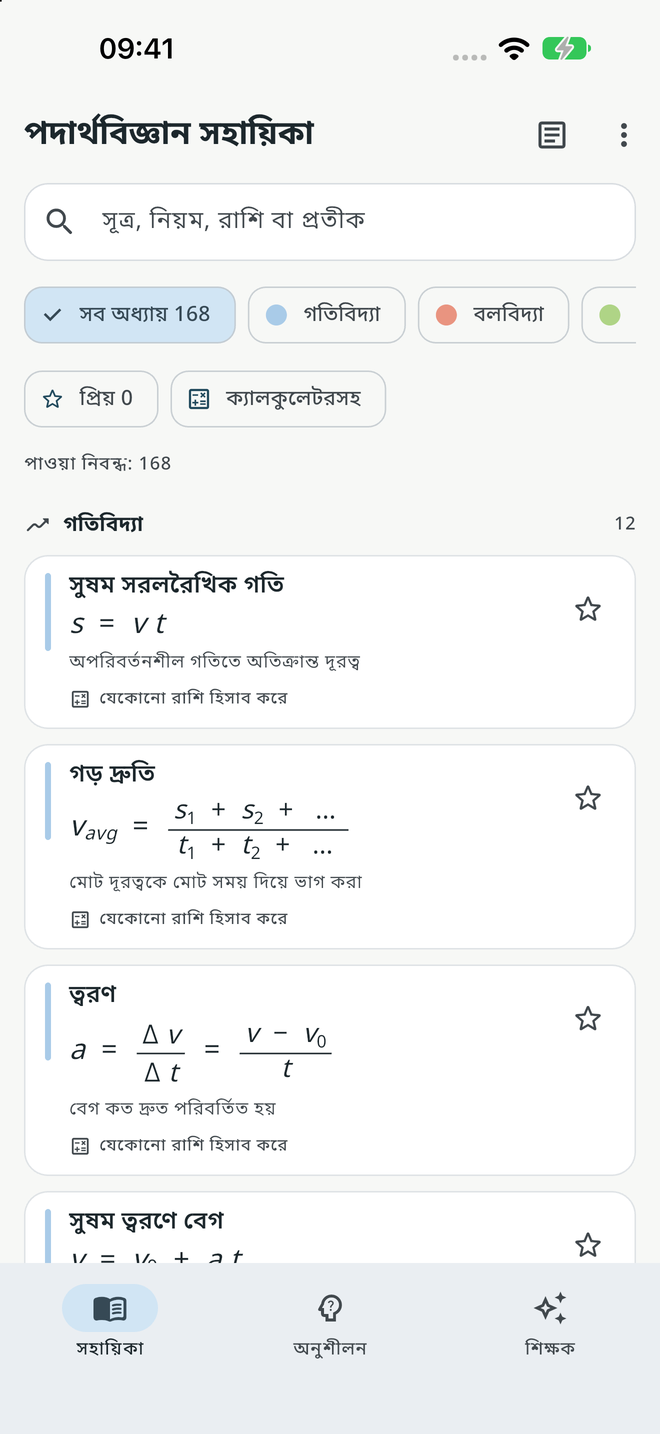 09:41
পদার্থবিজ্ঞান সহায়িকা
সূত্র, নিয়ম, রাশি বা প্রতীক
সব অধ্যায় 168
গতিবিদ্যা
বলবিদ্যা
প্রিয় 0
ক্যালকুলেটরসহ
পাওয়া নিবন্ধ: 168
গতিবিদ্যা 12
সুষম সরলরৈখিক গতি
s = v t
অপরিবর্তনশীল গতিতে অতিক্রান্ত দূরত্ব
যেকোনো রাশি হিসাব করে
গড় দ্রুতি
v_avg = (s₁ + s₂ + ...) / (t₁ + t₂ + ...)
মোট দূরত্বকে মোট সময় দিয়ে ভাগ করা
যেকোনো রাশি হিসাব করে
ত্বরণ
a = Δ v / Δ t = (v − v₀) / t
বেগ কত দ্রুত পরিবর্তিত হয়
যেকোনো রাশি হিসাব করে
সুষম ত্বরণে বেগ
v = v₀ + a t
সহায়িকা
অনুশীলন
শিক্ষক